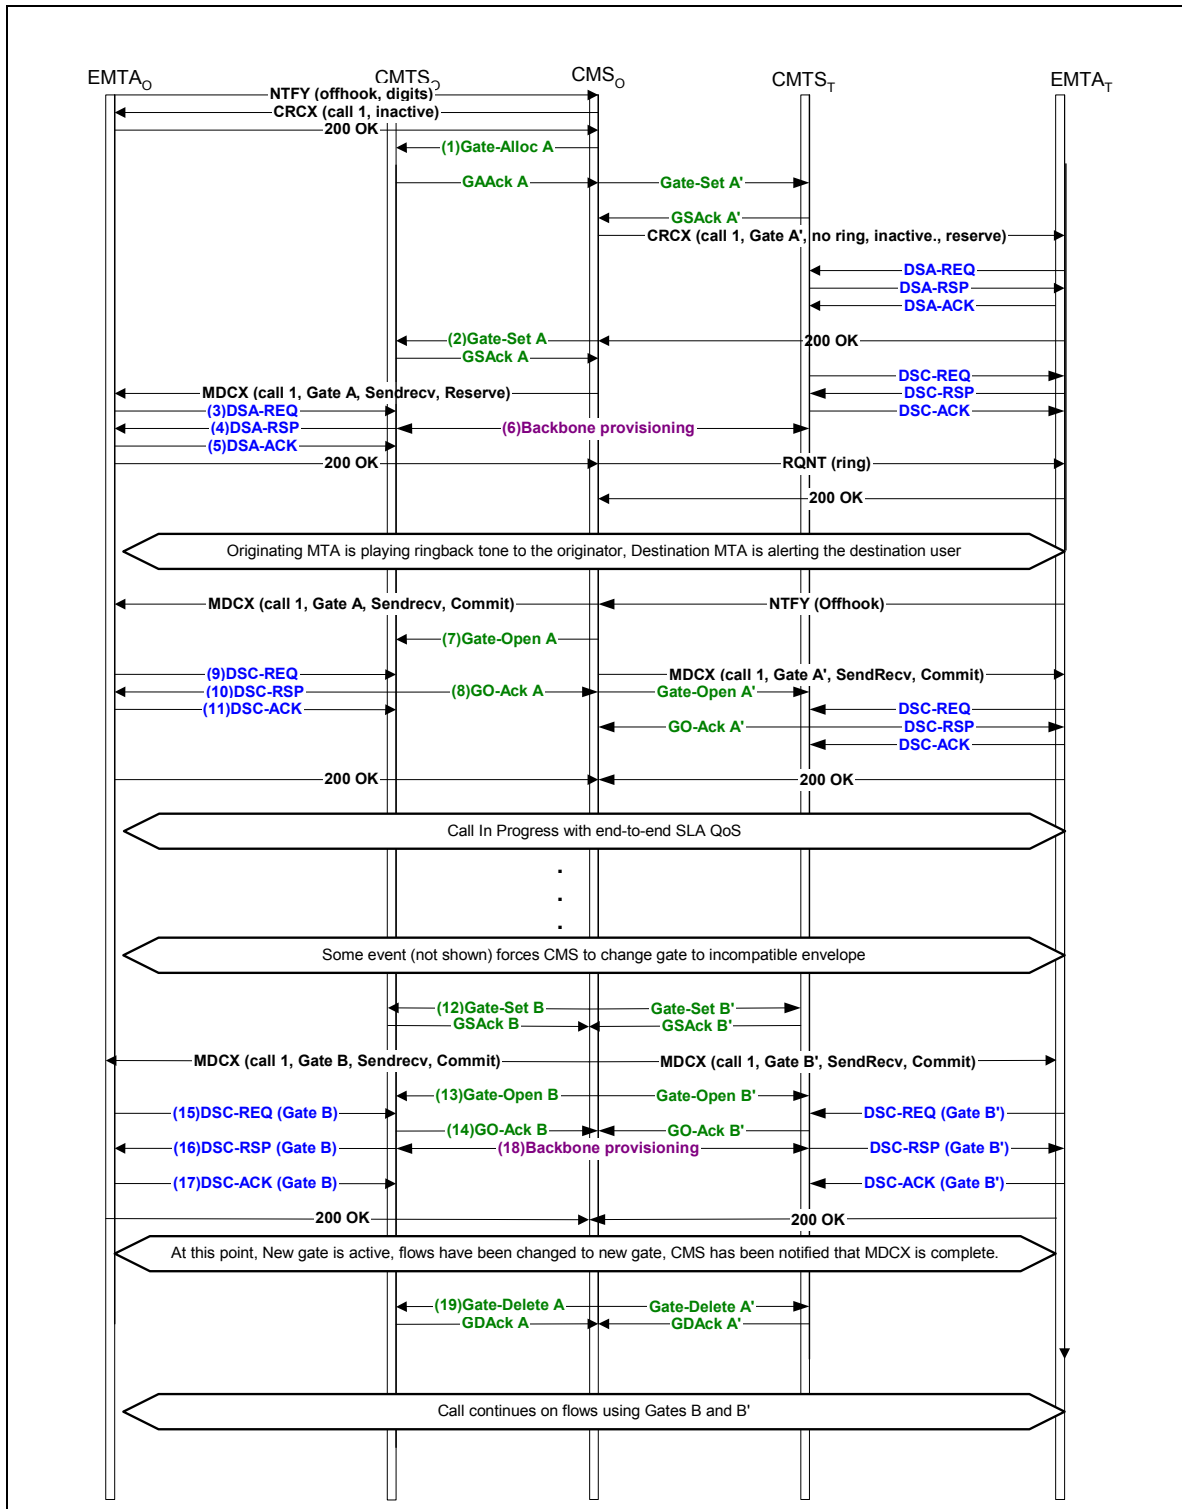 EMTAO CMTSO CMSO CMTST EMTAT
NTFY (offhook, digits)
CRCX (call 1, inactive)
200 OK
(1)Gate-Alloc A
GAAck A Gate-Set A'
GSAck A'
CRCX (call 1, Gate A', no ring, inactive., reserve)
DSA-REQ
DSA-RSP
DSA-ACK
(2)Gate-Set A 200 OK
GSAck A
DSC-REQ
MDCX (call 1, Gate A, Sendrecv, Reserve) DSC-RSP
(3)DSA-REQ DSC-ACK
(4)DSA-RSP (6)Backbone provisioning
(5)DSA-ACK
200 OK RQNT (ring)
200 OK
Originating MTA is playing ringback tone to the originator, Destination MTA is alerting the destination user
MDCX (call 1, Gate A, Sendrecv, Commit) NTFY (Offhook)
(7)Gate-Open A
(9)DSC-REQ MDCX (call 1, Gate A', SendRecv, Commit)
(10)DSC-RSP (8)GO-Ack A Gate-Open A'
(11)DSC-ACK DSC-REQ
GO-Ack A' DSC-RSP
DSC-ACK
200 OK 200 OK
Call In Progress with end-to-end SLA QoS
.
.
.
Some event (not shown) forces CMS to change gate to incompatible envelope
(12)Gate-Set B Gate-Set B'
GSAck B GSAck B'
MDCX (call 1, Gate B, Sendrecv, Commit) MDCX (call 1, Gate B', SendRecv, Commit)
(13)Gate-Open B Gate-Open B'
(15)DSC-REQ (Gate B) DSC-REQ (Gate B')
(14)GO-Ack B GO-Ack B'
(16)DSC-RSP (Gate B) (18)Backbone provisioning DSC-RSP (Gate B')
(17)DSC-ACK (Gate B) DSC-ACK (Gate B')
200 OK 200 OK
At this point, New gate is active, flows have been changed to new gate, CMS has been notified that MDCX is complete.
(19)Gate-Delete A Gate-Delete A'
GDAck A GDAck A'
Call continues on flows using Gates B and B'